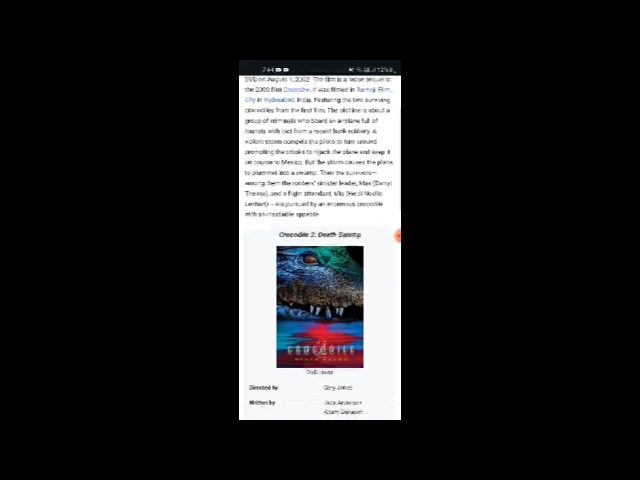 DVD on August 1, 2002. The film is a loose sequel to
the 2000 film Crocodile. It was filmed in Ramoji Film
City in Hyderabad, India. Featuring the two surviving
crocodiles from the first film. The plotline is about a
group of criminals who board an airplane full of
tourists with loot from a recent bank robbery. A
violent storm compels the pilots to turn around,
prompting the crooks to hijack the plane and keep it
on course to Mexico. But the storm causes the plane
to plummet into a swamp. Then the survivors—
among them the robbers' sinister leader, Max (Darryl
Theirse), and a flight attendant, Mia (Heidi Noelle
Lenhart) — are pursued by an enormous crocodile
with an insatiable appetite.
Crocodile 2: Death Swamp
CROCODILE
2
DEATH SWAMP
DVD cover
Directed by Gary Jones
Written by Jace Anderson
Adam Gierasch